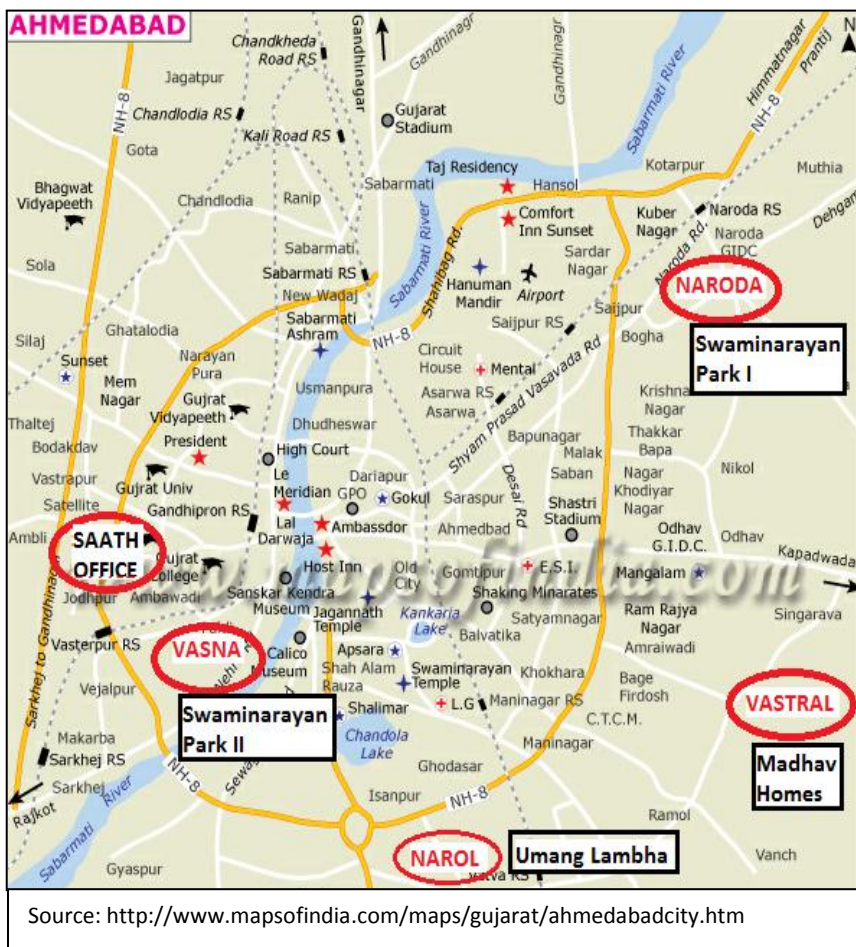 AHMEDABAD
N
Chandkheda
Road RS
Gandhinagar
Gandhinagr
Gandhinagr
Himmatnagar
Prantij
NH-8
NH-8
Jagatpur
Chandlodia RS
Kali Road RS
Gujarat
Stadium
Sabarmati River
Gota
Taj Residency
Kotarpur
Muthia
Bhagwat
Vidyapeeth
Chandlodia
Ranip
Sabarmati
Hansol
Comfort
Inn Sunset
Kuber
Nagar
Naroda RS
Dehgam
Sabarmati
Sabarmati River
Shahibag Rd.
Naroda
GIDC
Naroda Rd.
Sola
Sabarmati RS
Hanuman
Mandir
Airport
Sardar
Nagar
NARODA
New Wadaj
Saijpur
Ghatalodia
Sabarmati
Ashram
NH-8
Saijpur RS
Bogha
Swaminarayan
Park I
Silaj
Sunset
Narayan
Pura
Circuit
House
Mental
Shyam Prasad Vasavada Rd
Mem
Nagar
Usmanpura
Asarwa RS
Asarwa
Krishna
Nagar
Gujrat
Vidyapeeth
Thaltej
Dhudheswar
Bapunagar
Thakkar
Bapa
Bodakdav
President
High Court
Malak
Saban
Nagar
Nikol
Vastrapur
Gujrat Univ
Le
Meridian
Dariapur
GPO
Gokul
Saraspur
Desai Rd
Khodiyar
Nagar
Satellite
Gandhipron RS
Lal
Darwaja
Ambassdor
Ahmedbad
Shastri
Stadium
Odhav
G.I.D.C.
Odhav
Ambli
SAATH
OFFICE
Kapadwada
www.mapsofindia.com
Gujrat
College
Host Inn
Old
City
Gomtipur
E.S.I.
Mangalam
Jodhpur
Ambawadi
Sanskar Kendra
Museum
Jagannath
Temple
Kankaria
Lake
Shaking Minarates
Satyamnagar
Ram Rajya
Nagar
Singarava
Vasterpur RS
VASNA
Calico
Museum
Apsara
Balvatika
Amraiwadi
Sarkhej to Gandhinagar
Shah Alam
Rauza
Swaminarayan
Temple
Khokhara
Bage
Firdosh
Vejalpur
Swaminarayan
Park II
Shalimar
L.G
Maninagar RS
C.T.C.M.
VASTRAL
Makarba
Sarkhej RS
Chandola
Lake
Maninagar
Madhav
Homes
Sarkhej
NH-8
Ghodasar
Rajkot
Isanpur
NH-8
Ramol
Sabarmati River
Gyaspur
NAROL
Umang Lambha
Vanch
Source: http://www.mapsofindia.com/maps/gujarat/ahmedabadcity.htm